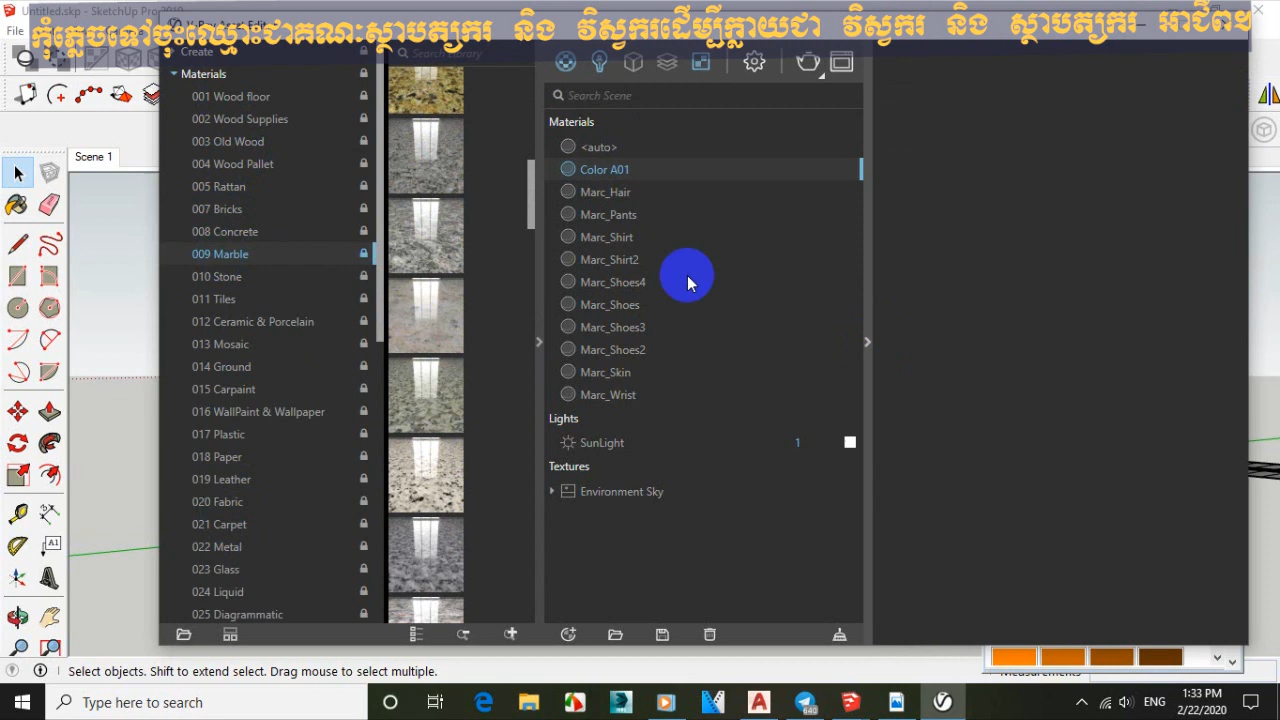 Untitled.skp - SketchUp Pro 2019
V-Ray Asset Editor
កុំភ្លេចទៅចុះឈ្មោះជាគណៈស្ថាបត្យករ និង វិស្វករដើម្បីក្លាយជា វិស្វករ និង ស្ថាបត្យករ អាជីព
File
Create
Search Library
Materials
001 Wood floor
002 Wood Supplies
003 Old Wood
004 Wood Pallet
005 Rattan
007 Bricks
008 Concrete
009 Marble
010 Stone
011 Tiles
012 Ceramic & Porcelain
013 Mosaic
014 Ground
015 Carpaint
016 WallPaint & Wallpaper
017 Plastic
018 Paper
019 Leather
020 Fabric
021 Carpet
022 Metal
023 Glass
024 Liquid
025 Diagrammatic
Search Scene
Materials
<auto>
Color A01
Marc_Hair
Marc_Pants
Marc_Shirt
Marc_Shirt2
Marc_Shoes4
Marc_Shoes
Marc_Shoes3
Marc_Shoes2
Marc_Skin
Marc_Wrist
Lights
SunLight 1
Textures
Environment Sky
Scene 1
A1
Select objects. Shift to extend select. Drag mouse to select multiple.
Measurements
Type here to search
640
ENG
1:33 PM
2/22/2020